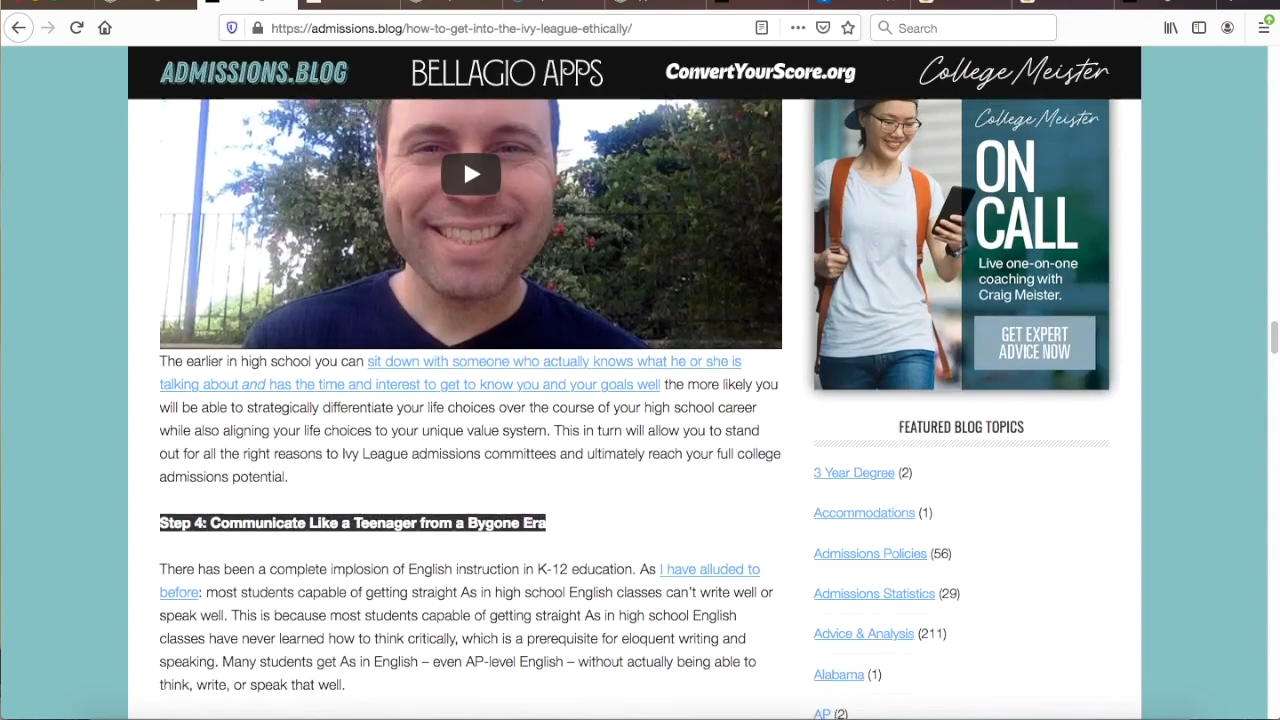 https://admissions.blog/how-to-get-into-the-ivy-league-ethically/
Search
ADMISSIONS.BLOG
BELLAGIO APPS
ConvertYourScore.org
College Meister
The earlier in high school you can sit down with someone who actually knows what he or she is
talking about and has the time and interest to get to know you and your goals well the more likely you
will be able to strategically differentiate your life choices over the course of your high school career
while also aligning your life choices to your unique value system. This in turn will allow you to stand
out for all the right reasons to Ivy League admissions committees and ultimately reach your full college
admissions potential.
Step 4: Communicate Like a Teenager from a Bygone Era
There has been a complete implosion of English instruction in K-12 education. As I have alluded to
before: most students capable of getting straight As in high school English classes can't write well or
speak well. This is because most students capable of getting straight As in high school English
classes have never learned how to think critically, which is a prerequisite for eloquent writing and
speaking. Many students get As in English – even AP-level English – without actually being able to
think, write, or speak that well.
College Meister
ON
CALL
Live one-on-one
coaching with
Craig Meister.
GET EXPERT
ADVICE NOW
FEATURED BLOG TOPICS
3 Year Degree (2)
Accommodations (1)
Admissions Policies (56)
Admissions Statistics (29)
Advice & Analysis (211)
Alabama (1)
AP (2)